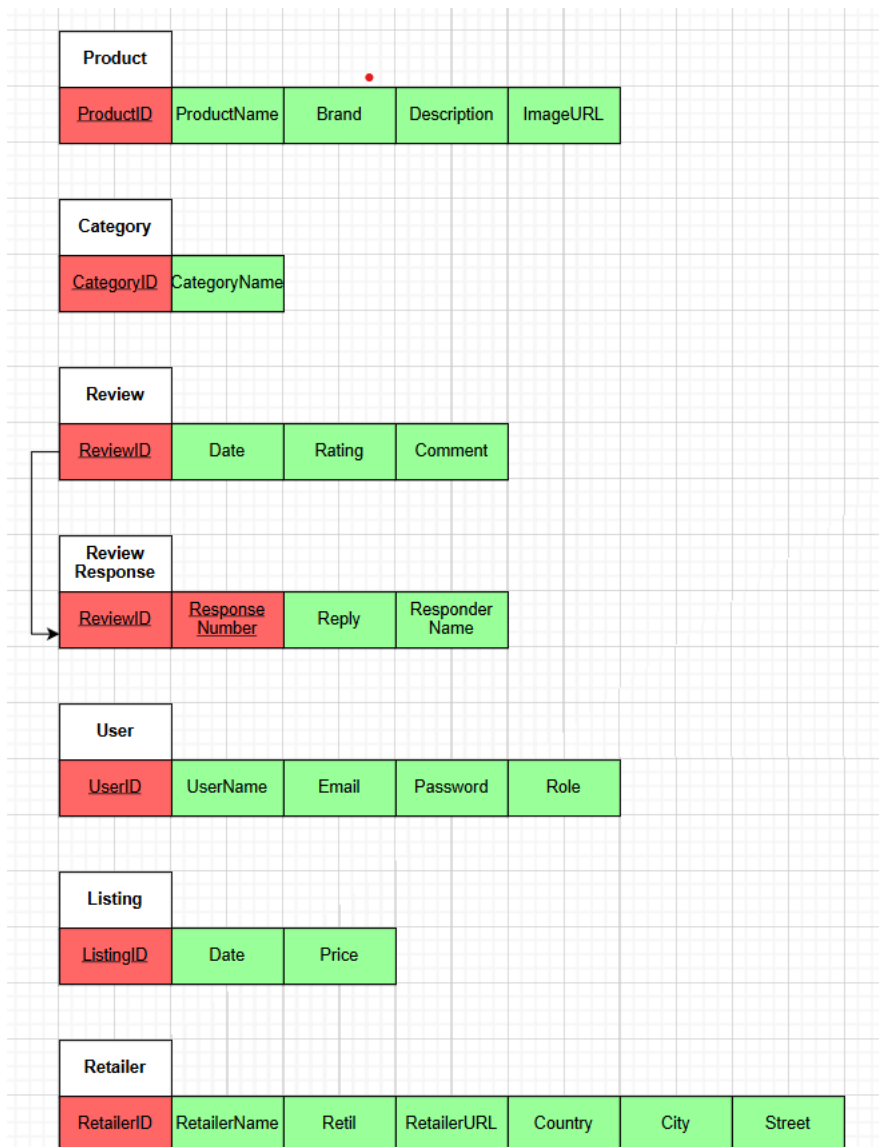 Product
ProductID ProductName Brand Description ImageURL
Category
CategoryID CategoryName
Review
ReviewID Date Rating Comment
Review
Response
ReviewID Response Number Reply Responder Name
User
UserID UserName Email Password Role
Listing
ListingID Date Price
Retailer
RetailerID RetailerName Retil RetailerURL Country City Street